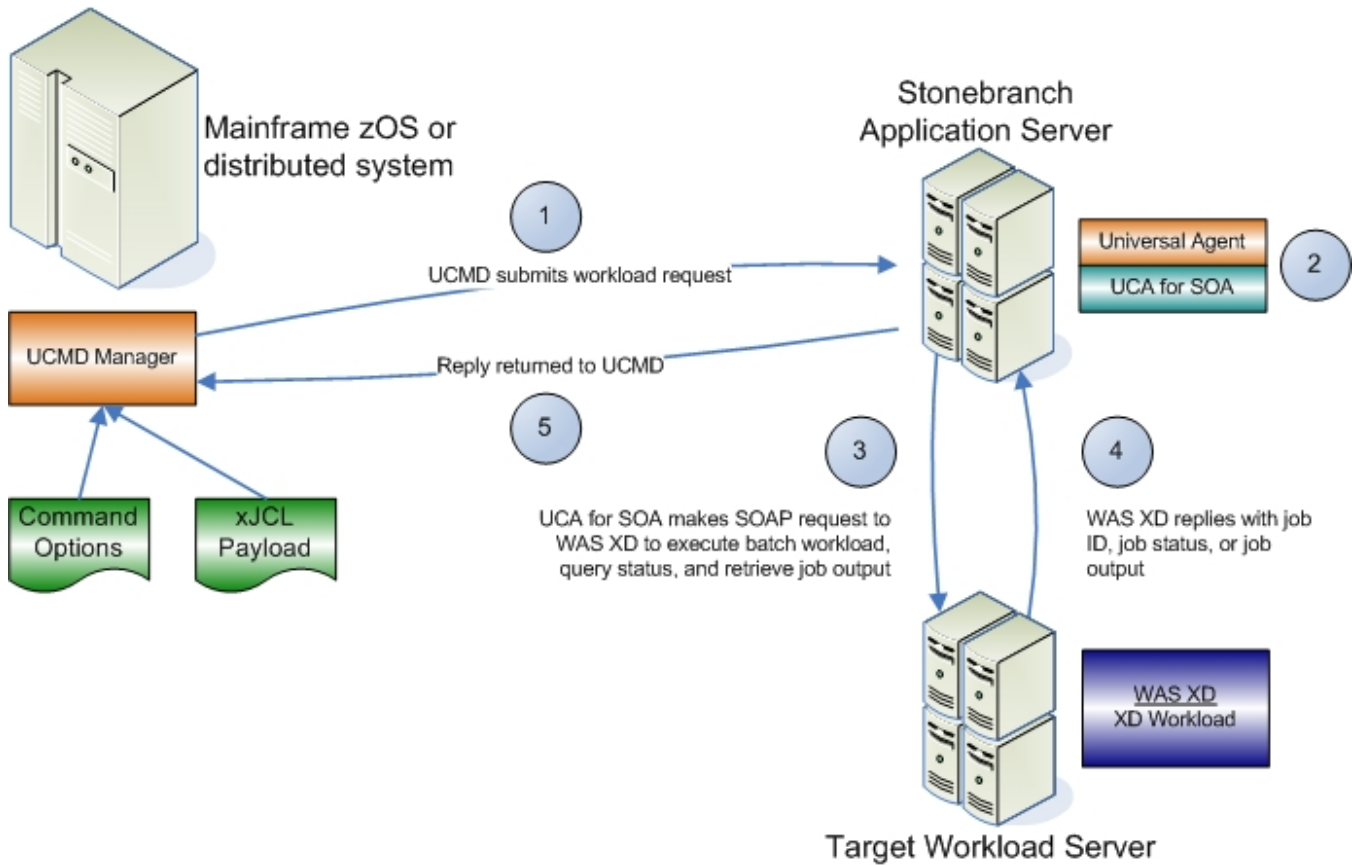 Mainframe zOS or
distributed system
Stonebranch
Application Server
1
UCMD submits workload request
Universal Agent
UCA for SOA
2
UCMD Manager
Reply returned to UCMD
5
3
4
Command
Options
xJCL
Payload
UCA for SOA makes SOAP request to
WAS XD to execute batch workload,
query status, and retrieve job output
WAS XD replies with job
ID, job status, or job
output
WAS XD
XD Workload
Target Workload Server